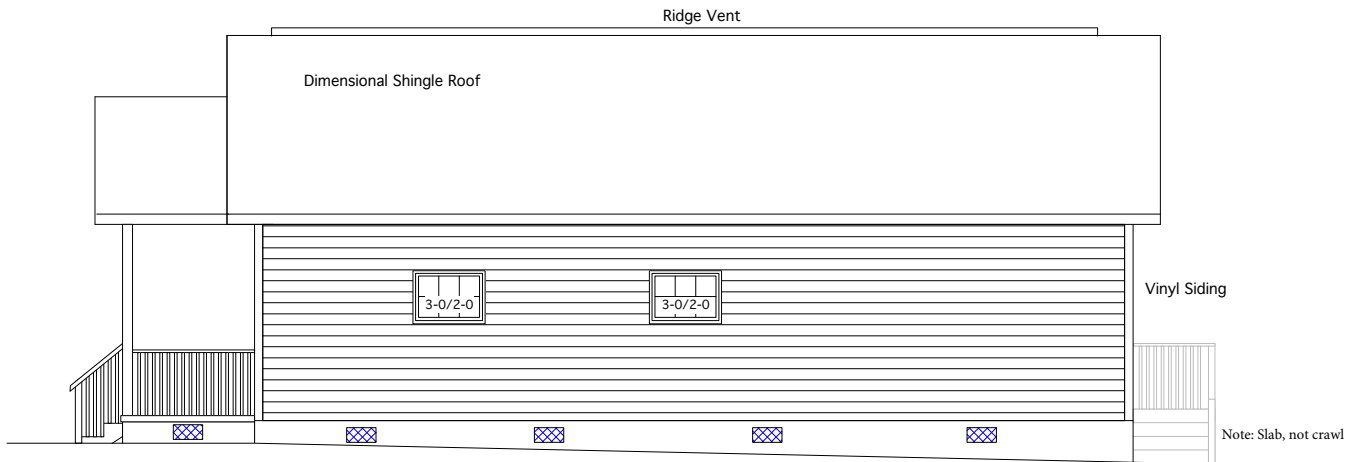 Ridge Vent
Dimensional Shingle Roof
Vinyl Siding
3-0/2-0
3-0/2-0
Note: Slab, not crawl